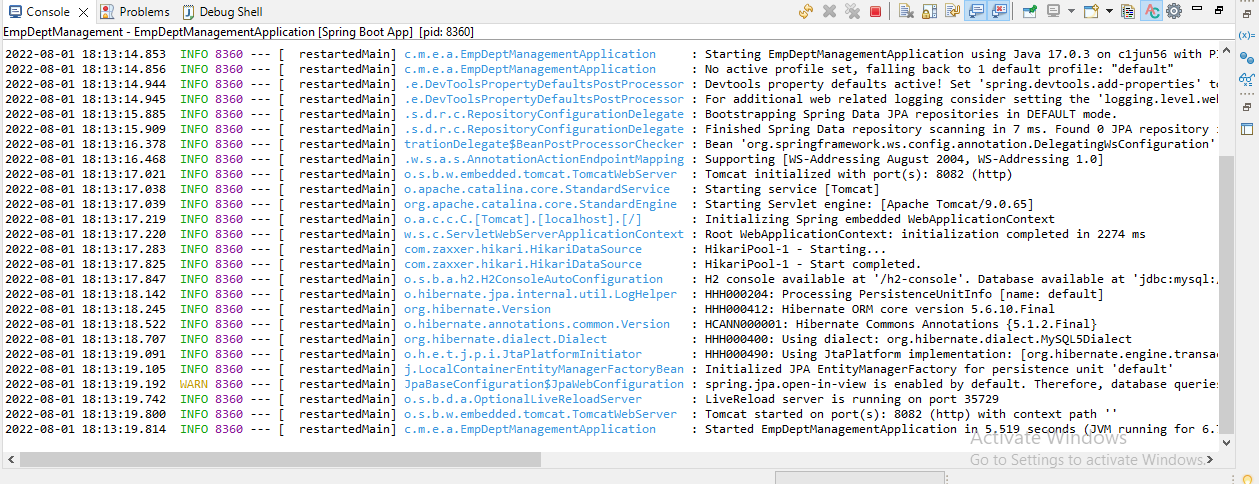 Console Problems Debug Shell
EmpDeptManagement - EmpDeptManagementApplication [Spring Boot App] [pid: 8360]
2022-08-01 18:13:14.853 INFO 8360 --- [ restartedMain] c.m.e.a.EmpDeptManagementApplication : Starting EmpDeptManagementApplication using Java 17.0.3 on c1jun56 with
2022-08-01 18:13:14.856 INFO 8360 --- [ restartedMain] c.m.e.a.EmpDeptManagementApplication : No active profile set, falling back to 1 default profile: "default"
2022-08-01 18:13:14.944 INFO 8360 --- [ restartedMain] .e.DevToolsPropertyDefaultsPostProcessor : Devtools property defaults active! Set 'spring.devtools.add-properties' to
2022-08-01 18:13:14.945 INFO 8360 --- [ restartedMain] .e.DevToolsPropertyDefaultsPostProcessor : For additional web related logging consider setting the 'logging.level.we
2022-08-01 18:13:15.885 INFO 8360 --- [ restartedMain] .s.d.r.c.RepositoryConfigurationDelegate : Bootstrapping Spring Data JPA repositories in DEFAULT mode.
2022-08-01 18:13:15.909 INFO 8360 --- [ restartedMain] .s.d.r.c.RepositoryConfigurationDelegate : Finished Spring Data repository scanning in 7 ms. Found 0 JPA repository
2022-08-01 18:13:16.378 INFO 8360 --- [ restartedMain] trationDelegate$BeanPostProcessorChecker : Bean 'org.springframework.ws.config.annotation.DelegatingWsConfiguration'
2022-08-01 18:13:16.468 INFO 8360 --- [ restartedMain] .w.s.a.s.AnnotationActionEndpointMapping : Supporting [WS-Addressing August 2004, WS-Addressing 1.0]
2022-08-01 18:13:17.021 INFO 8360 --- [ restartedMain] o.s.b.w.embedded.tomcat.TomcatWebServer : Tomcat initialized with port(s): 8082 (http)
2022-08-01 18:13:17.038 INFO 8360 --- [ restartedMain] o.apache.catalina.core.StandardService : Starting service [Tomcat]
2022-08-01 18:13:17.039 INFO 8360 --- [ restartedMain] org.apache.catalina.core.StandardEngine : Starting Servlet engine: [Apache Tomcat/9.0.65]
2022-08-01 18:13:17.219 INFO 8360 --- [ restartedMain] o.a.c.c.C.[Tomcat].[localhost].[/] : Initializing Spring embedded WebApplicationContext
2022-08-01 18:13:17.220 INFO 8360 --- [ restartedMain] w.s.c.ServletWebServerApplicationContext : Root WebApplicationContext: initialization completed in 2274 ms
2022-08-01 18:13:17.283 INFO 8360 --- [ restartedMain] com.zaxxer.hikari.HikariDataSource : HikariPool-1 - Starting...
2022-08-01 18:13:17.825 INFO 8360 --- [ restartedMain] com.zaxxer.hikari.HikariDataSource : HikariPool-1 - Start completed.
2022-08-01 18:13:17.847 INFO 8360 --- [ restartedMain] o.s.b.a.h2.H2ConsoleAutoConfiguration : H2 console available at '/h2-console'. Database available at 'jdbc:mysql:
2022-08-01 18:13:18.142 INFO 8360 --- [ restartedMain] o.hibernate.jpa.internal.util.LogHelper : HHH000204: Processing PersistenceUnitInfo [name: default]
2022-08-01 18:13:18.245 INFO 8360 --- [ restartedMain] org.hibernate.Version : HHH000412: Hibernate ORM core version 5.6.10.Final
2022-08-01 18:13:18.522 INFO 8360 --- [ restartedMain] o.hibernate.annotations.common.Version : HCANN000001: Hibernate Commons Annotations {5.1.2.Final}
2022-08-01 18:13:18.707 INFO 8360 --- [ restartedMain] org.hibernate.dialect.Dialect : HHH000400: Using dialect: org.hibernate.dialect.MySQL5Dialect
2022-08-01 18:13:19.091 INFO 8360 --- [ restartedMain] o.h.e.t.j.p.i.JtaPlatformInitiator : HHH000490: Using JtaPlatform implementation: [org.hibernate.engine.transac
2022-08-01 18:13:19.105 INFO 8360 --- [ restartedMain] j.LocalContainerEntityManagerFactoryBean : Initialized JPA EntityManagerFactory for persistence unit 'default'
2022-08-01 18:13:19.192 WARN 8360 --- [ restartedMain] JpaBaseConfiguration$JpaWebConfiguration : spring.jpa.open-in-view is enabled by default. Therefore, database queries
2022-08-01 18:13:19.742 INFO 8360 --- [ restartedMain] o.s.b.d.a.OptionalLiveReloadServer : LiveReload server is running on port 35729
2022-08-01 18:13:19.800 INFO 8360 --- [ restartedMain] o.s.b.w.embedded.tomcat.TomcatWebServer : Tomcat started on port(s): 8082 (http) with context path ''
2022-08-01 18:13:19.814 INFO 8360 --- [ restartedMain] c.m.e.a.EmpDeptManagementApplication : Started EmpDeptManagementApplication in 5.519 seconds (JVM running for 6.
Activate Windows
Go to Settings to activate Windows.